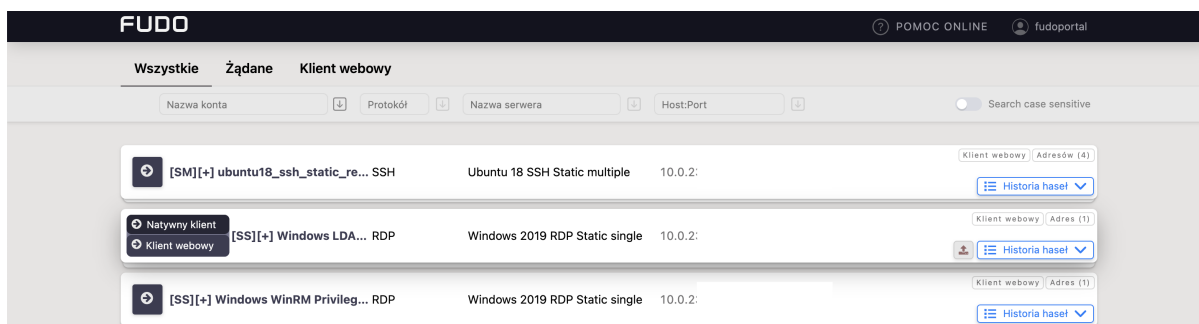 FUDO
POMOC ONLINE fudoportal
Wszystkie Żądane Klient webowy
Nazwa konta Protokół Nazwa serwera Host:Port Search case sensitive
[SM][+] ubuntu18_ssh_static_re... SSH Ubuntu 18 SSH Static multiple 10.0.2: Klient webowy Adresów (4)
Historia haseł
Natywny klient
Klient webowy
[SS][+] Windows LDA... RDP Windows 2019 RDP Static single 10.0.2: Klient webowy Adres (1)
Historia haseł
[SS][+] Windows WinRM Privileg... RDP Windows 2019 RDP Static single 10.0.2: Klient webowy Adres (1)
Historia haseł